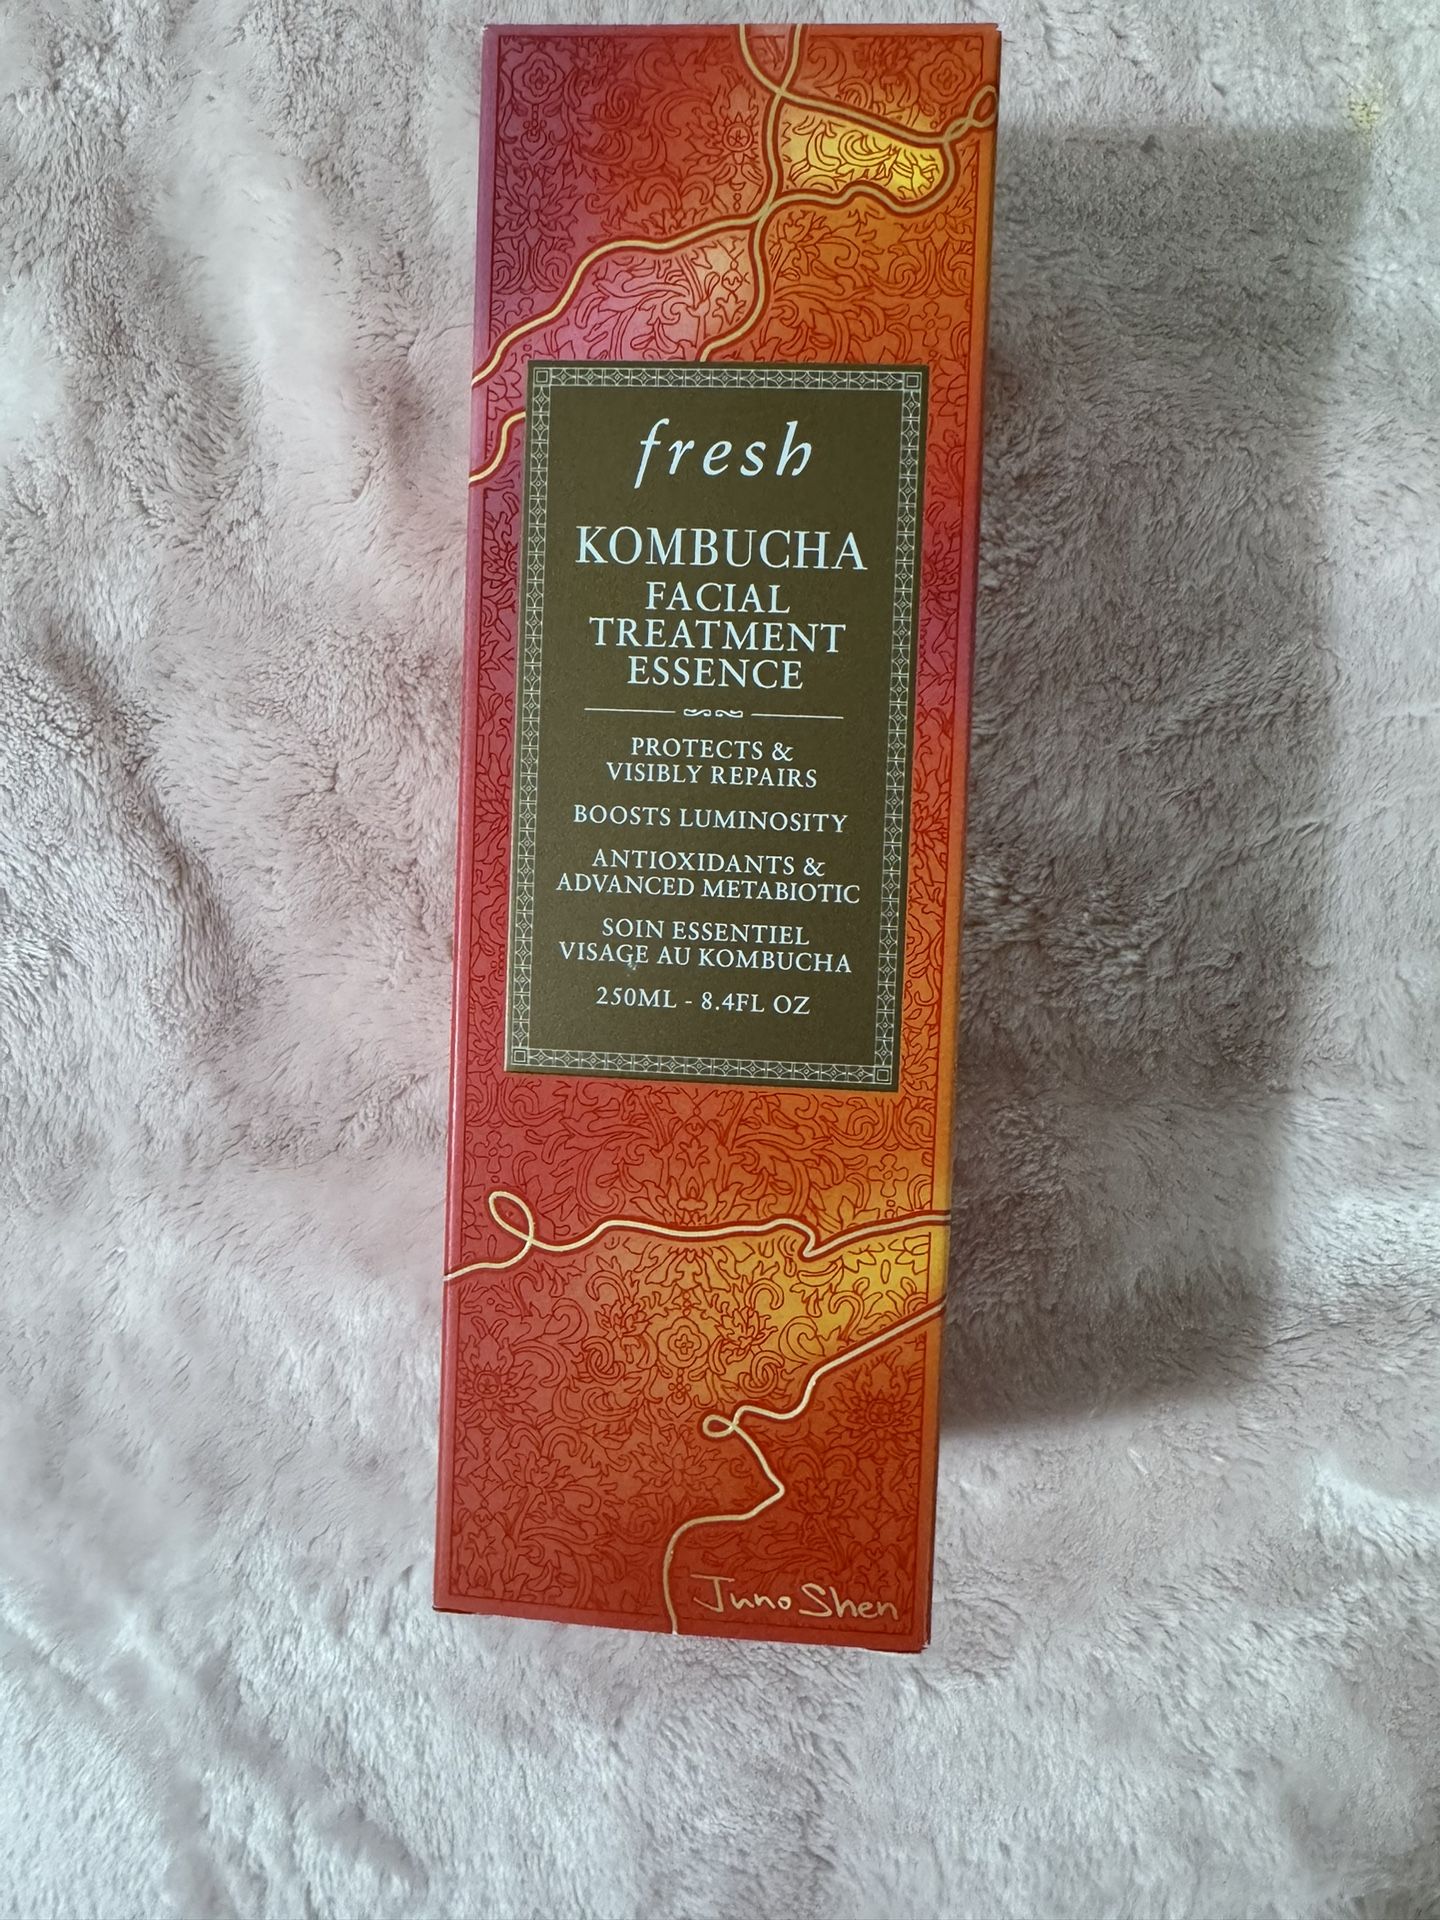 fresh
KOMBUCHA
FACIAL
TREATMENT
ESSENCE
PROTECTS &
VISIBLY REPAIRS
BOOSTS LUMINOSITY
ANTIOXIDANTS &
ADVANCED METABIOTIC
SOIN ESSENTIEL
VISAGE AU KOMBUCHA
250ML - 8.4FL OZ
Juno Shen